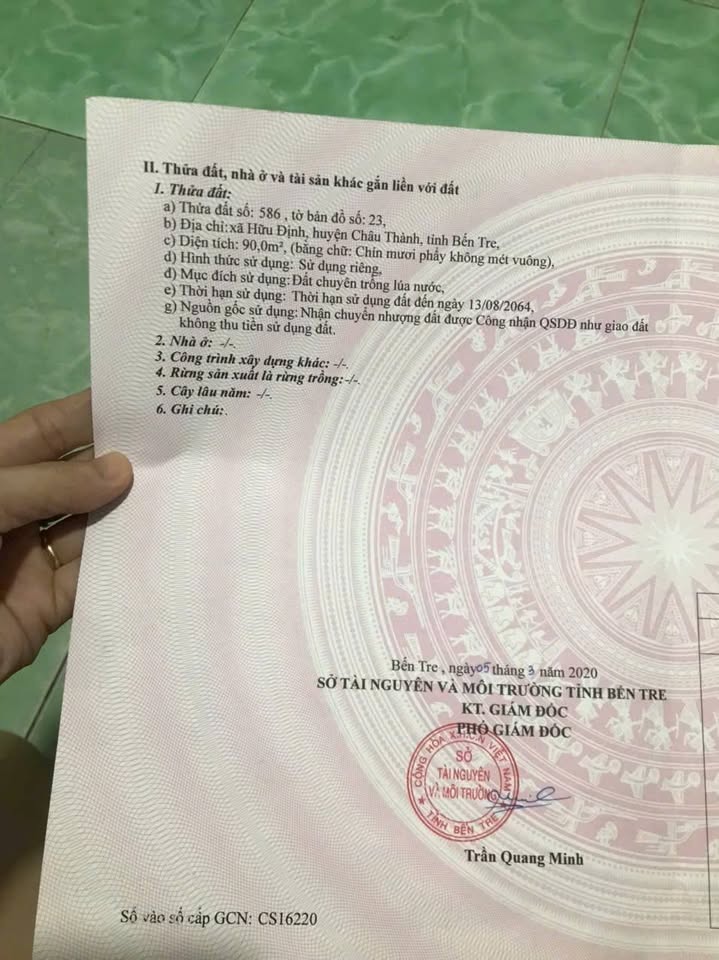 II. Thửa đất, nhà ở và tài sản khác gắn liền với đất
1. Thửa đất:
a) Thửa đất số: 586 , tờ bản đồ số: 23,
b) Địa chỉ:xã Hữu Định, huyện Châu Thành, tỉnh Bến Tre,
c) Diện tích: 90,0m², (bằng chữ: Chín mươi phẩy không mét vuông),
d) Hình thức sử dụng: Sử dụng riêng,
đ) Mục đích sử dụng:Đất chuyên trồng lúa nước,
e) Thời hạn sử dụng: Thời hạn sử dụng đất đến ngày 13/08/2064,
g) Nguồn gốc sử dụng: Nhận chuyển nhượng đất được Công nhận QSDĐ như giao đất
không thu tiền sử dụng đất.
2. Nhà ở: -/-.
3. Công trình xây dựng khác: -/-.
4. Rừng sản xuất là rừng trồng:-/-.
5. Cây lâu năm: -/-.
6. Ghi chú:.
Bến Tre , ngày 05 tháng 3 năm 2020
SỞ TÀI NGUYÊN VÀ MÔI TRƯỜNG TỈNH BẾN TRE
KT. GIÁM ĐỐC
PHÓ GIÁM ĐỐC
CỘNG HÒA X.H.C.N VIỆT NAM
SỞ
TÀI NGUYÊN
VÀ MÔI TRƯỜNG
TỈNH BẾN TRE
Trần Quang Minh
Số vào sổ cấp GCN: CS16220